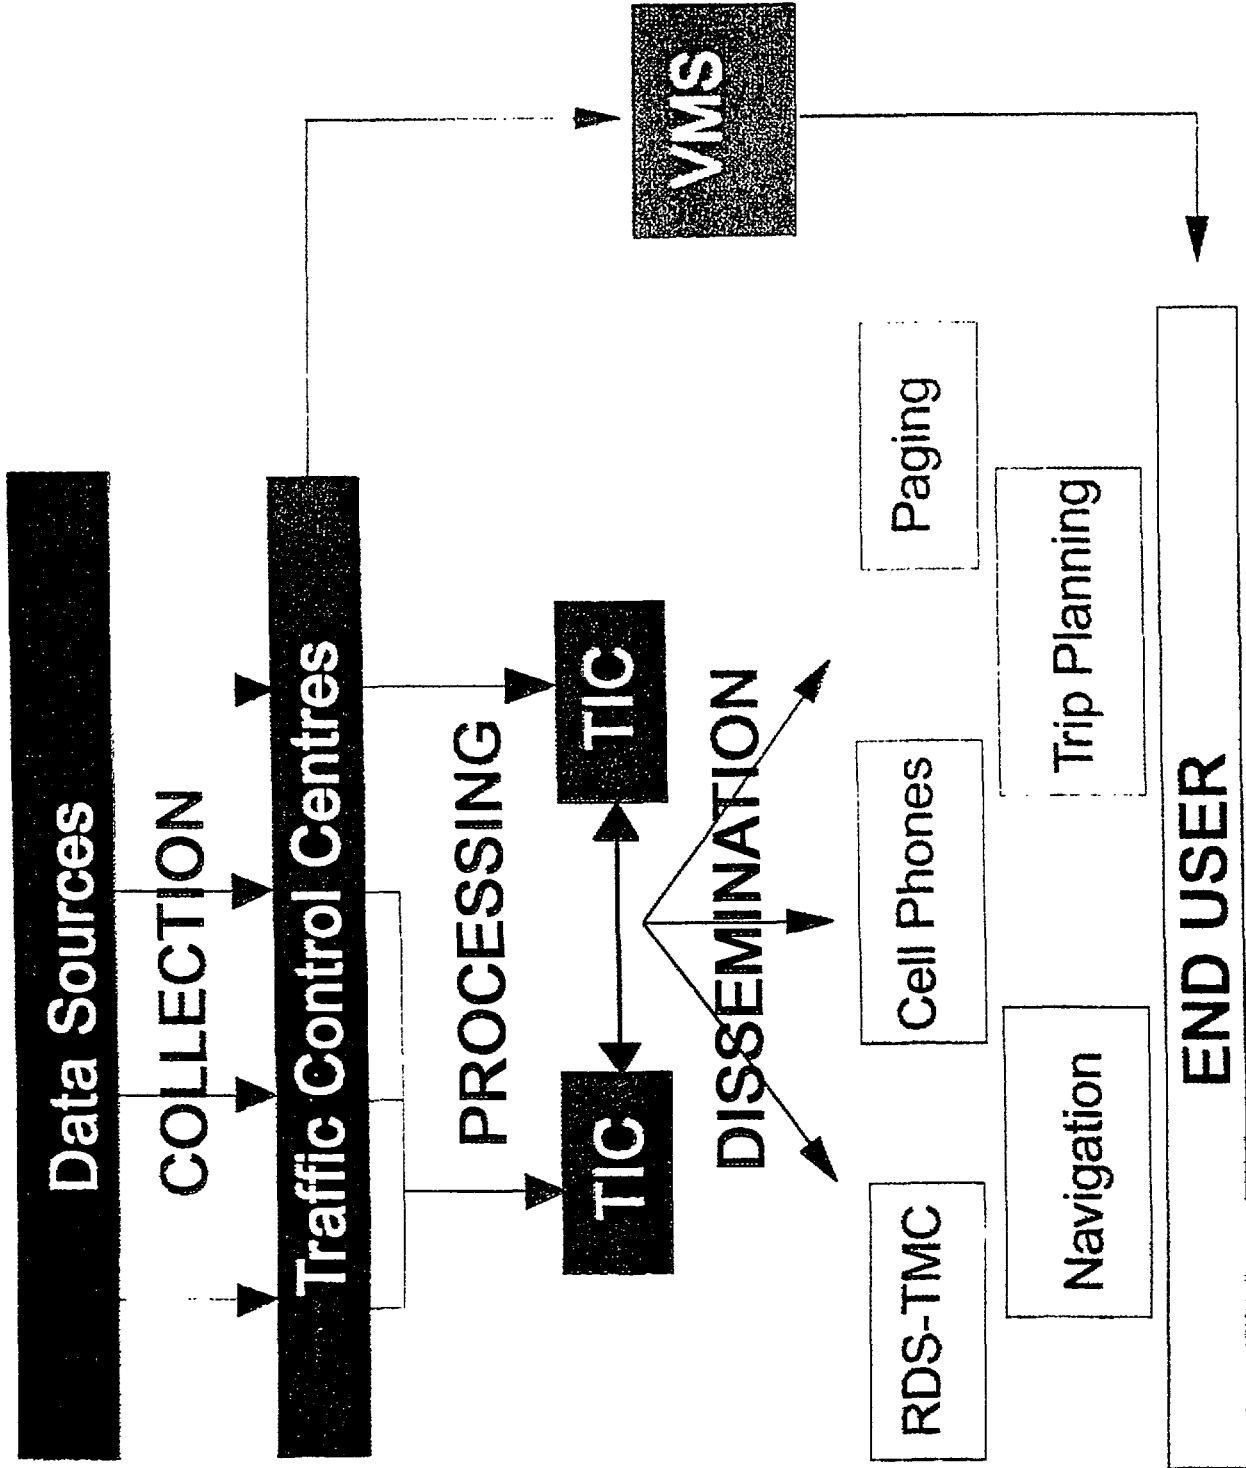 Data Sources
COLLECTION
Traffic Control Centres
PROCESSING
TIC
TIC
VMS
DISSEMINATION
RDS-TMC
Cell Phones
Paging
Navigation
Trip Planning
END USER